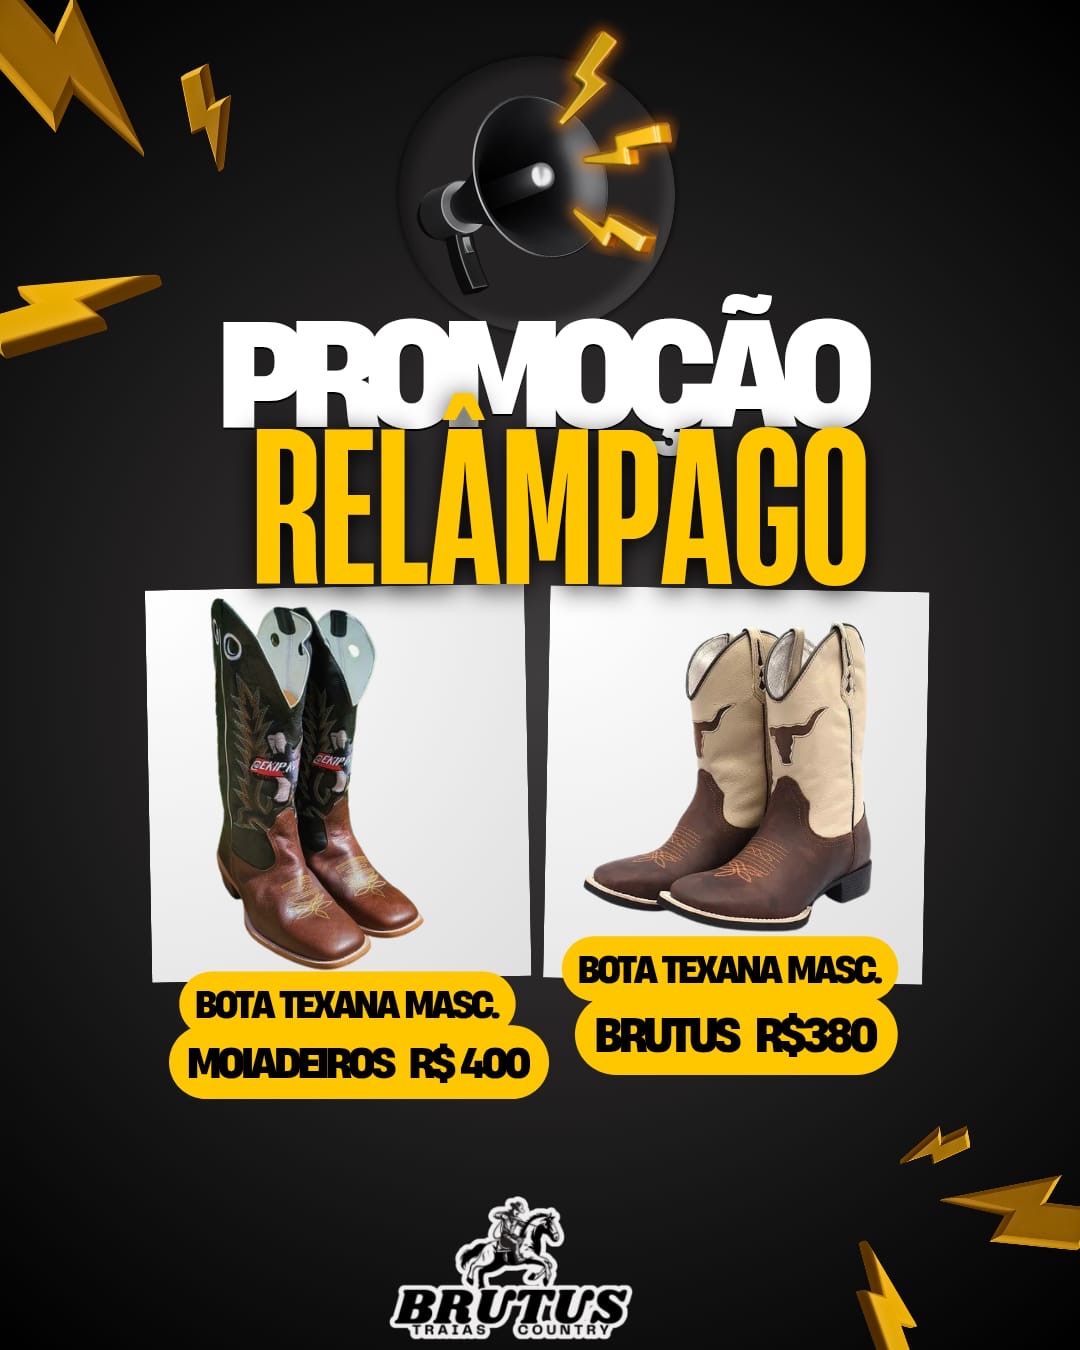 PROMOÇÃO
RELÂMPAGO
BOTA TEXANA MASC.
MOIADEIROS R$ 400
BOTA TEXANA MASC.
BRUTUS R$380
BRUTUS
TRAIAS COUNTRY